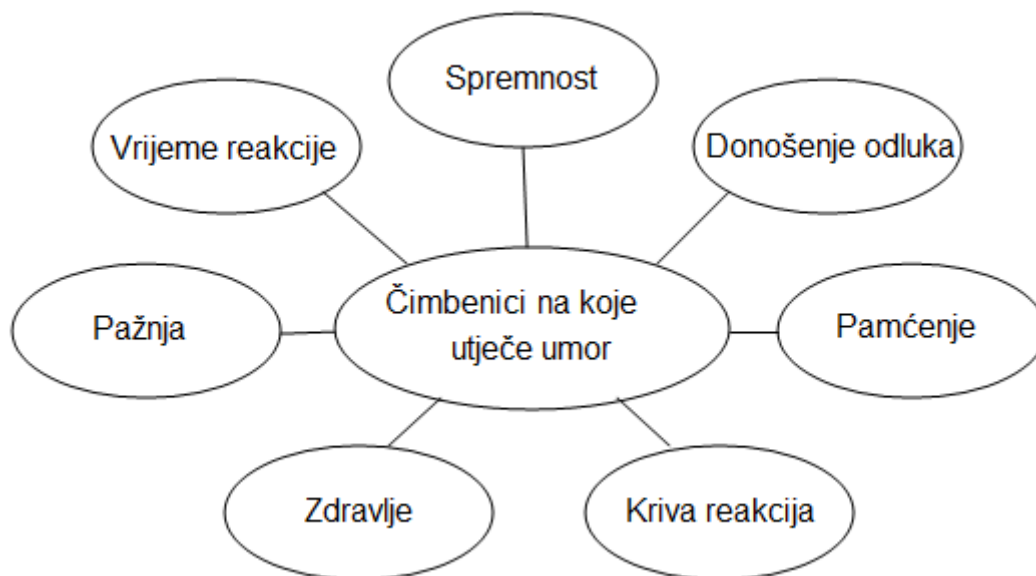 Spremnost
Vrijeme reakcije
Donošenje odluka
Čimbenici na koje
utječe umor
Pažnja
Pamćenje
Zdravlje
Kriva reakcija